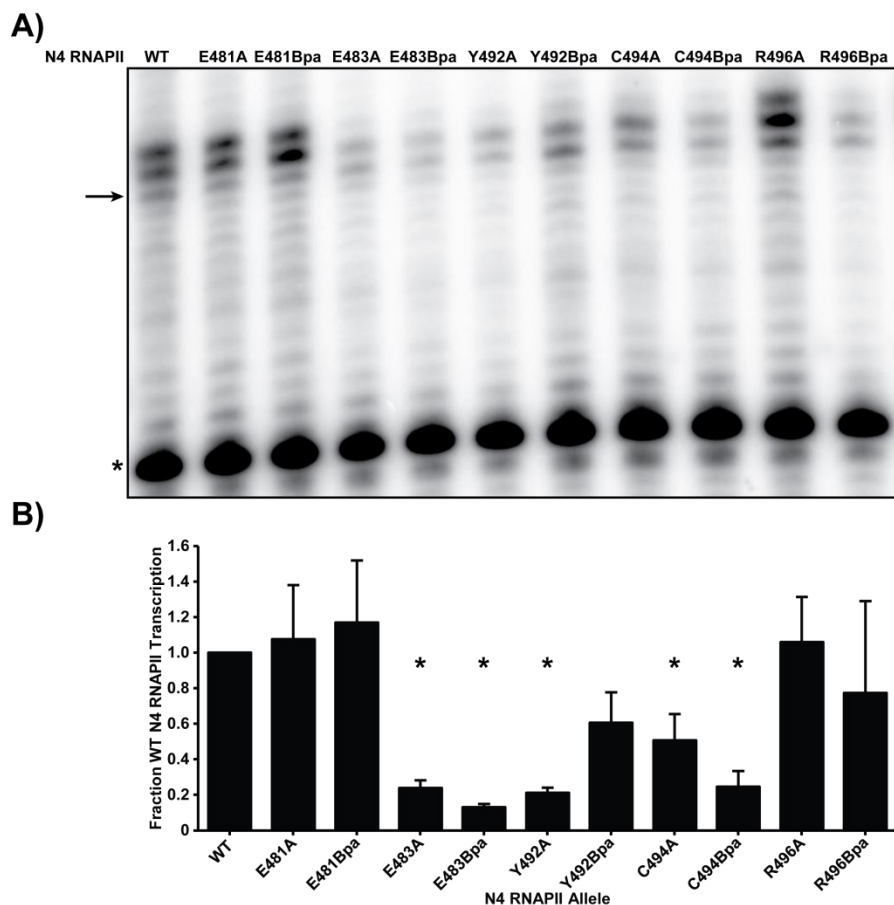 A)
N4 RNAPII WT E481A E481Bpa E483A E483Bpa Y492A Y492Bpa C494A C494Bpa R496A R496Bpa
*
B)
Fraction WT N4 RNAPII Transcription
1.6
1.4
1.2
1.0
0.8
0.6
0.4
0.2
0
* * * * *
WT E481A E481Bpa E483A E483Bpa Y492A Y492Bpa C494A C494Bpa R496A R496Bpa
N4 RNAPII Allele